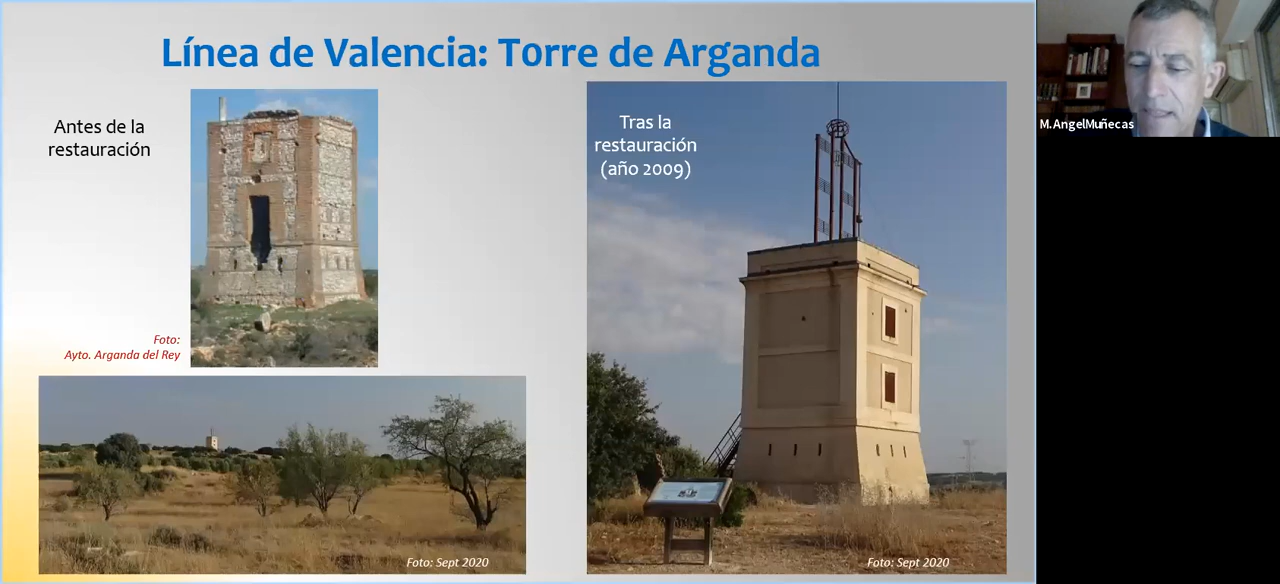 Línea de Valencia: Torre de Arganda
Antes de la
restauración
Tras la
restauración
(año 2009)
Foto:
Ayto. Arganda del Rey
Foto: Sept 2020
Foto: Sept 2020
M.AngelMuñecas